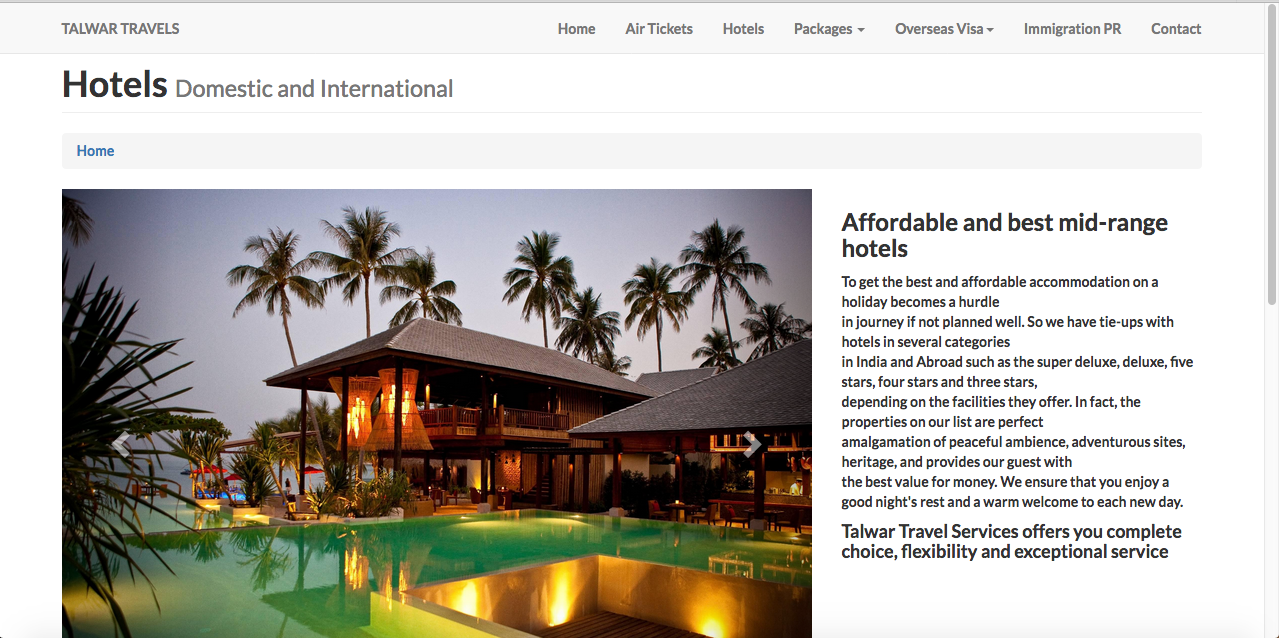 TALWAR TRAVELS
Home
Air Tickets
Hotels
Packages
Overseas Visa
Immigration PR
Contact
Hotels Domestic and International
Home
Affordable and best mid-range
hotels
To get the best and affordable accommodation on a
holiday becomes a hurdle
in journey if not planned well. So we have tie-ups with
hotels in several categories
in India and Abroad such as the super deluxe, deluxe, five
stars, four stars and three stars,
depending on the facilities they offer. In fact, the
properties on our list are perfect
amalgamation of peaceful ambience, adventurous sites,
heritage, and provides our guest with
the best value for money. We ensure that you enjoy a
good night's rest and a warm welcome to each new day.
Talwar Travel Services offers you complete
choice, flexibility and exceptional service